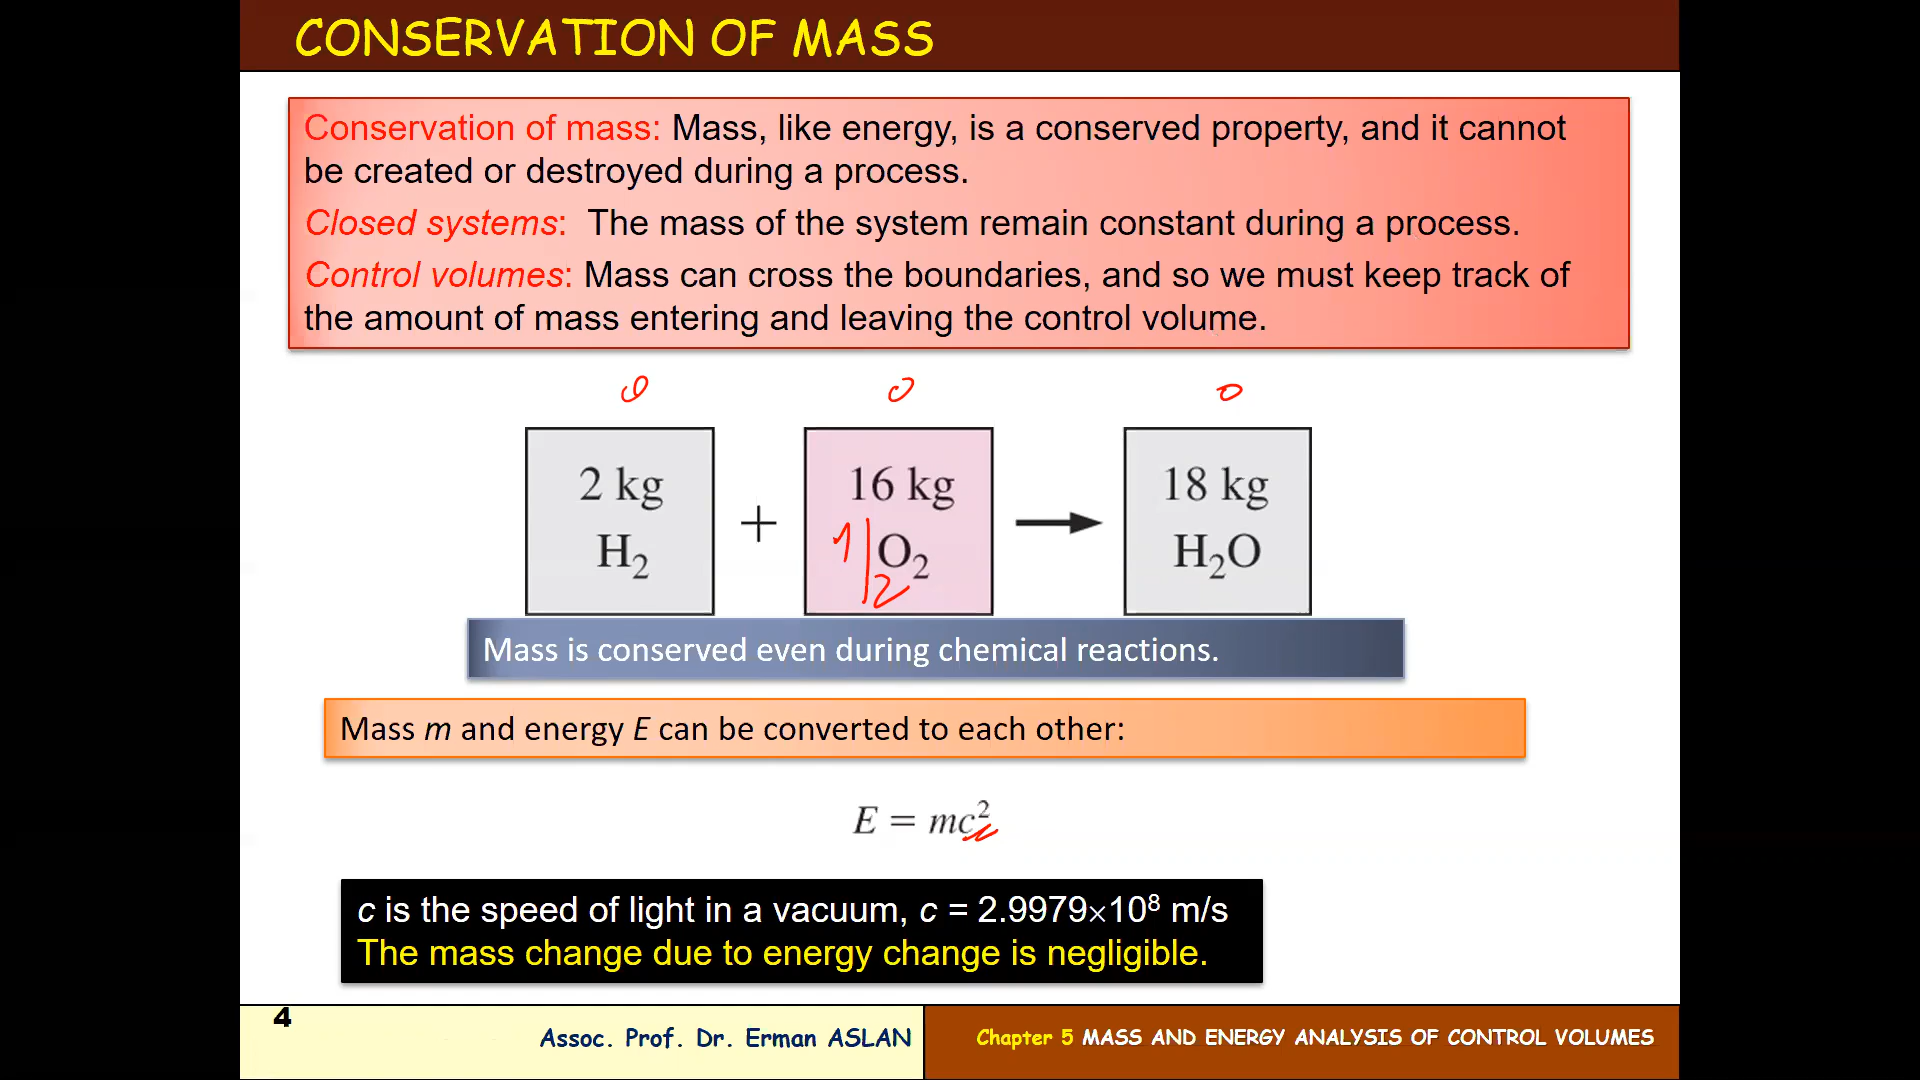 CONSERVATION OF MASS
Conservation of mass: Mass, like energy, is a conserved property, and it cannot
be created or destroyed during a process.
Closed systems: The mass of the system remain constant during a process.
Control volumes: Mass can cross the boundaries, and so we must keep track of
the amount of mass entering and leaving the control volume.
0 0 0
2 kg + 16 kg → 18 kg
H₂ 1/2 O₂ H₂O
Mass is conserved even during chemical reactions.
Mass m and energy E can be converted to each other:
E = mc²
c is the speed of light in a vacuum, c = 2.9979×10⁸ m/s
The mass change due to energy change is negligible.
4
Assoc. Prof. Dr. Erman ASLAN
Chapter 5 MASS AND ENERGY ANALYSIS OF CONTROL VOLUMES